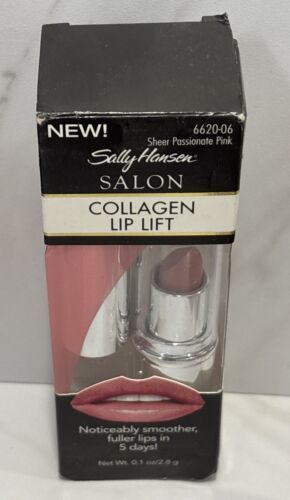 NEW!
6620-06
Sheer Passionate Pink
Sally Hansen
SALON
COLLAGEN
LIP LIFT
Noticeably smoother,
fuller lips in
5 days!
Net Wt. 0.1 oz/2.8 g